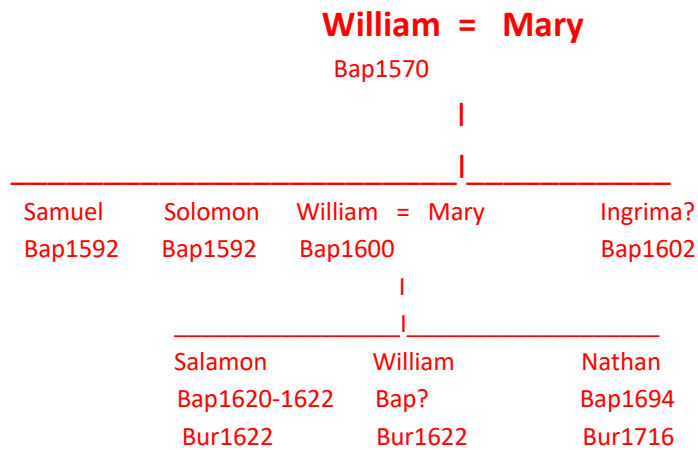 William = Mary
Bap1570
Samuel Solomon William = Mary Ingrima?
Bap1592 Bap1592 Bap1600 Bap1602
Salamon William Nathan
Bap1620-1622 Bap? Bap1694
Bur1622 Bur1622 Bur1716